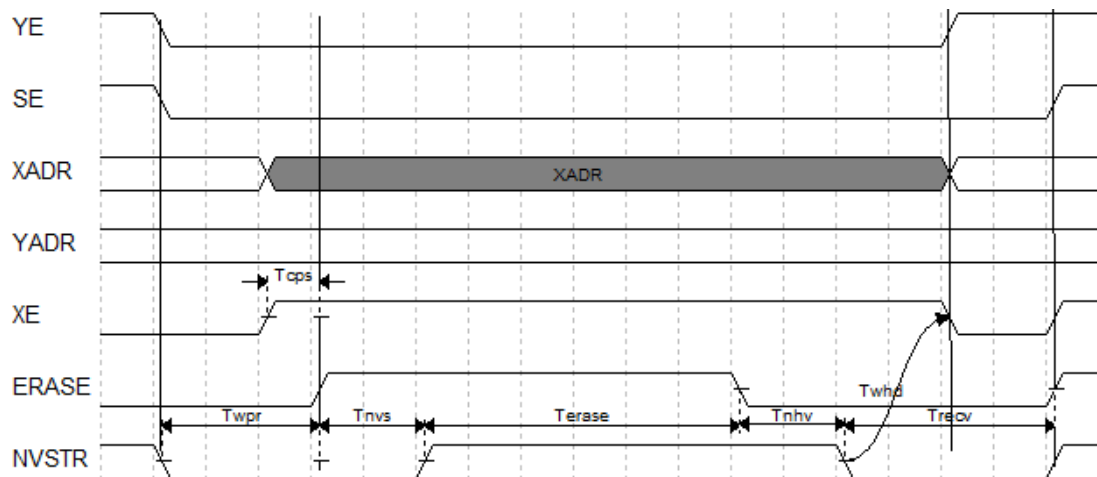 YE
SE
XADR
XADR
YADR
Tcps
XE
ERASE
Twhd
Twpr
Tnvs
Terase
Tnhv
Trecv
NVSTR